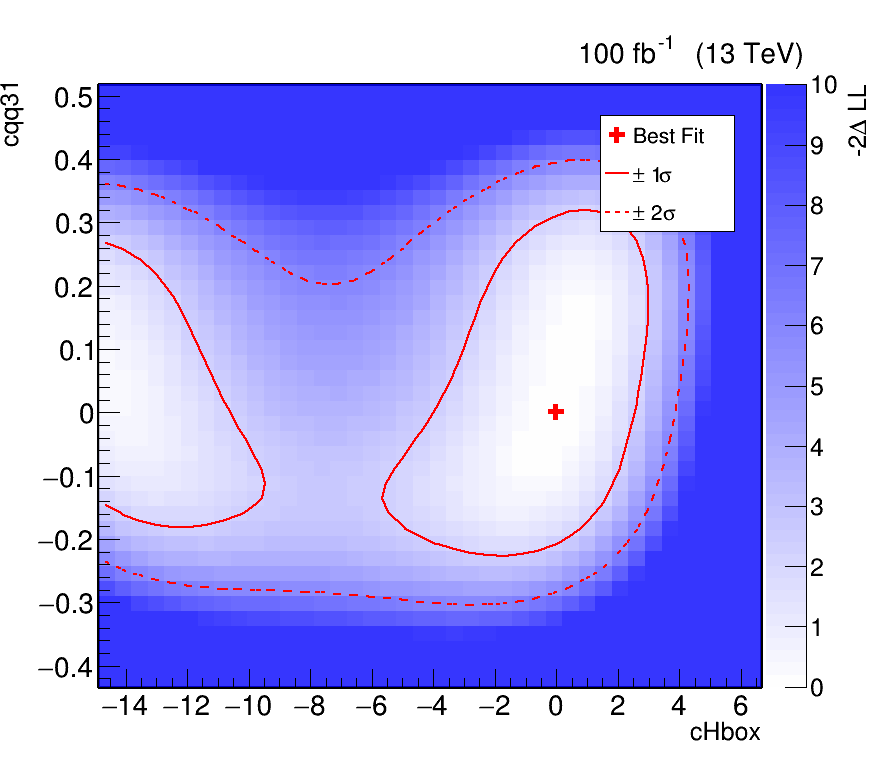 100 fb⁻¹ (13 TeV)
cqq31
-2Δ LL
Best Fit
± 1σ
± 2σ
0.5
0.4
0.3
0.2
0.1
0
−0.1
−0.2
−0.3
−0.4
10
9
8
7
6
5
4
3
2
1
0
−14 −12 −10 −8 −6 −4 −2 0 2 4 6
cHbox